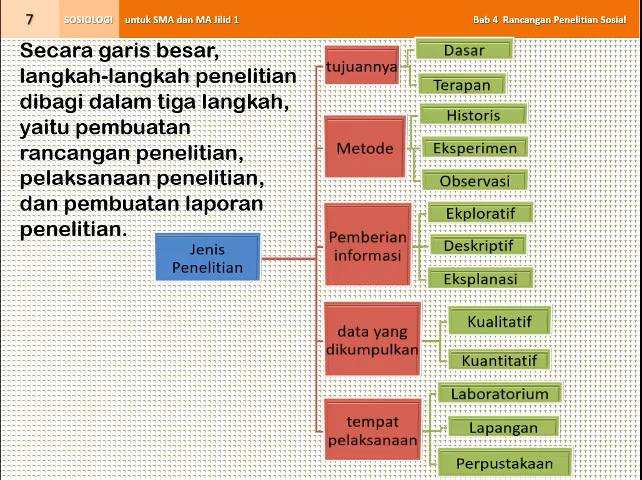 7 SOSIOLOGI untuk SMA dan MA Jilid 1 Bab 4 Rancangan Penelitian Sosial
Secara garis besar,
langkah-langkah penelitian
dibagi dalam tiga langkah,
yaitu pembuatan
rancangan penelitian,
pelaksanaan penelitian,
dan pembuatan laporan
penelitian.
Jenis
Penelitian
tujuannya
Dasar
Terapan
Metode
Historis
Eksperimen
Observasi
Pemberian
informasi
Ekploratif
Deskriptif
Eksplanasi
data yang
dikumpulkan
Kualitatif
Kuantitatif
tempat
pelaksanaan
Laboratorium
Lapangan
Perpustakaan